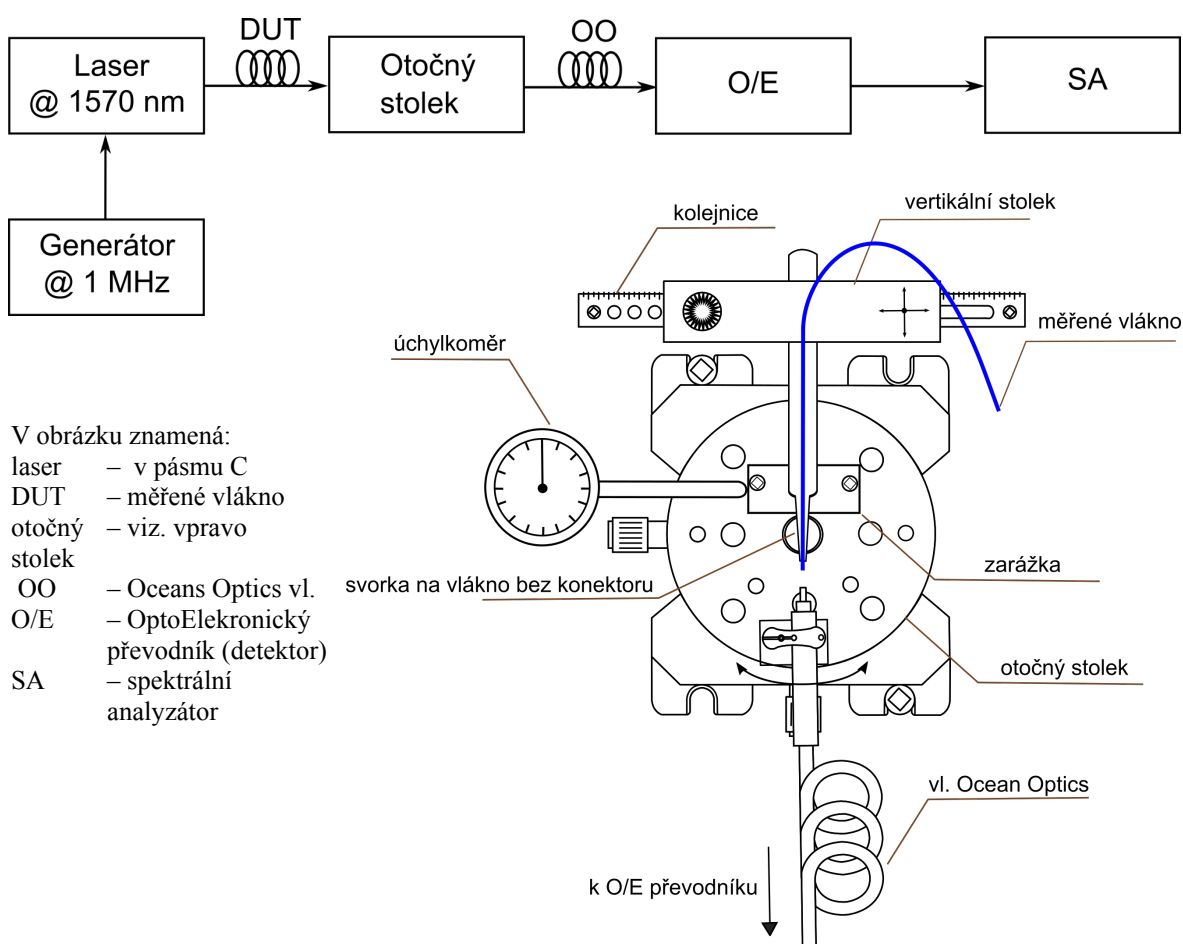 DUT
OO
Laser
@ 1570 nm
Otočný
stolek
O/E
SA
Generátor
@ 1 MHz
kolejnice
vertikální stolek
měřené vlákno
úchylkoměr
V obrázku znamená:
laser – v pásmu C
DUT – měřené vlákno
otočný – viz. vpravo
stolek
OO – Oceans Optics vl.
O/E – OptoElekronický
převodník (detektor)
SA – spektrální
analyzátor
svorka na vlákno bez konektoru
zarážka
otočný stolek
vl. Ocean Optics
k O/E převodníku